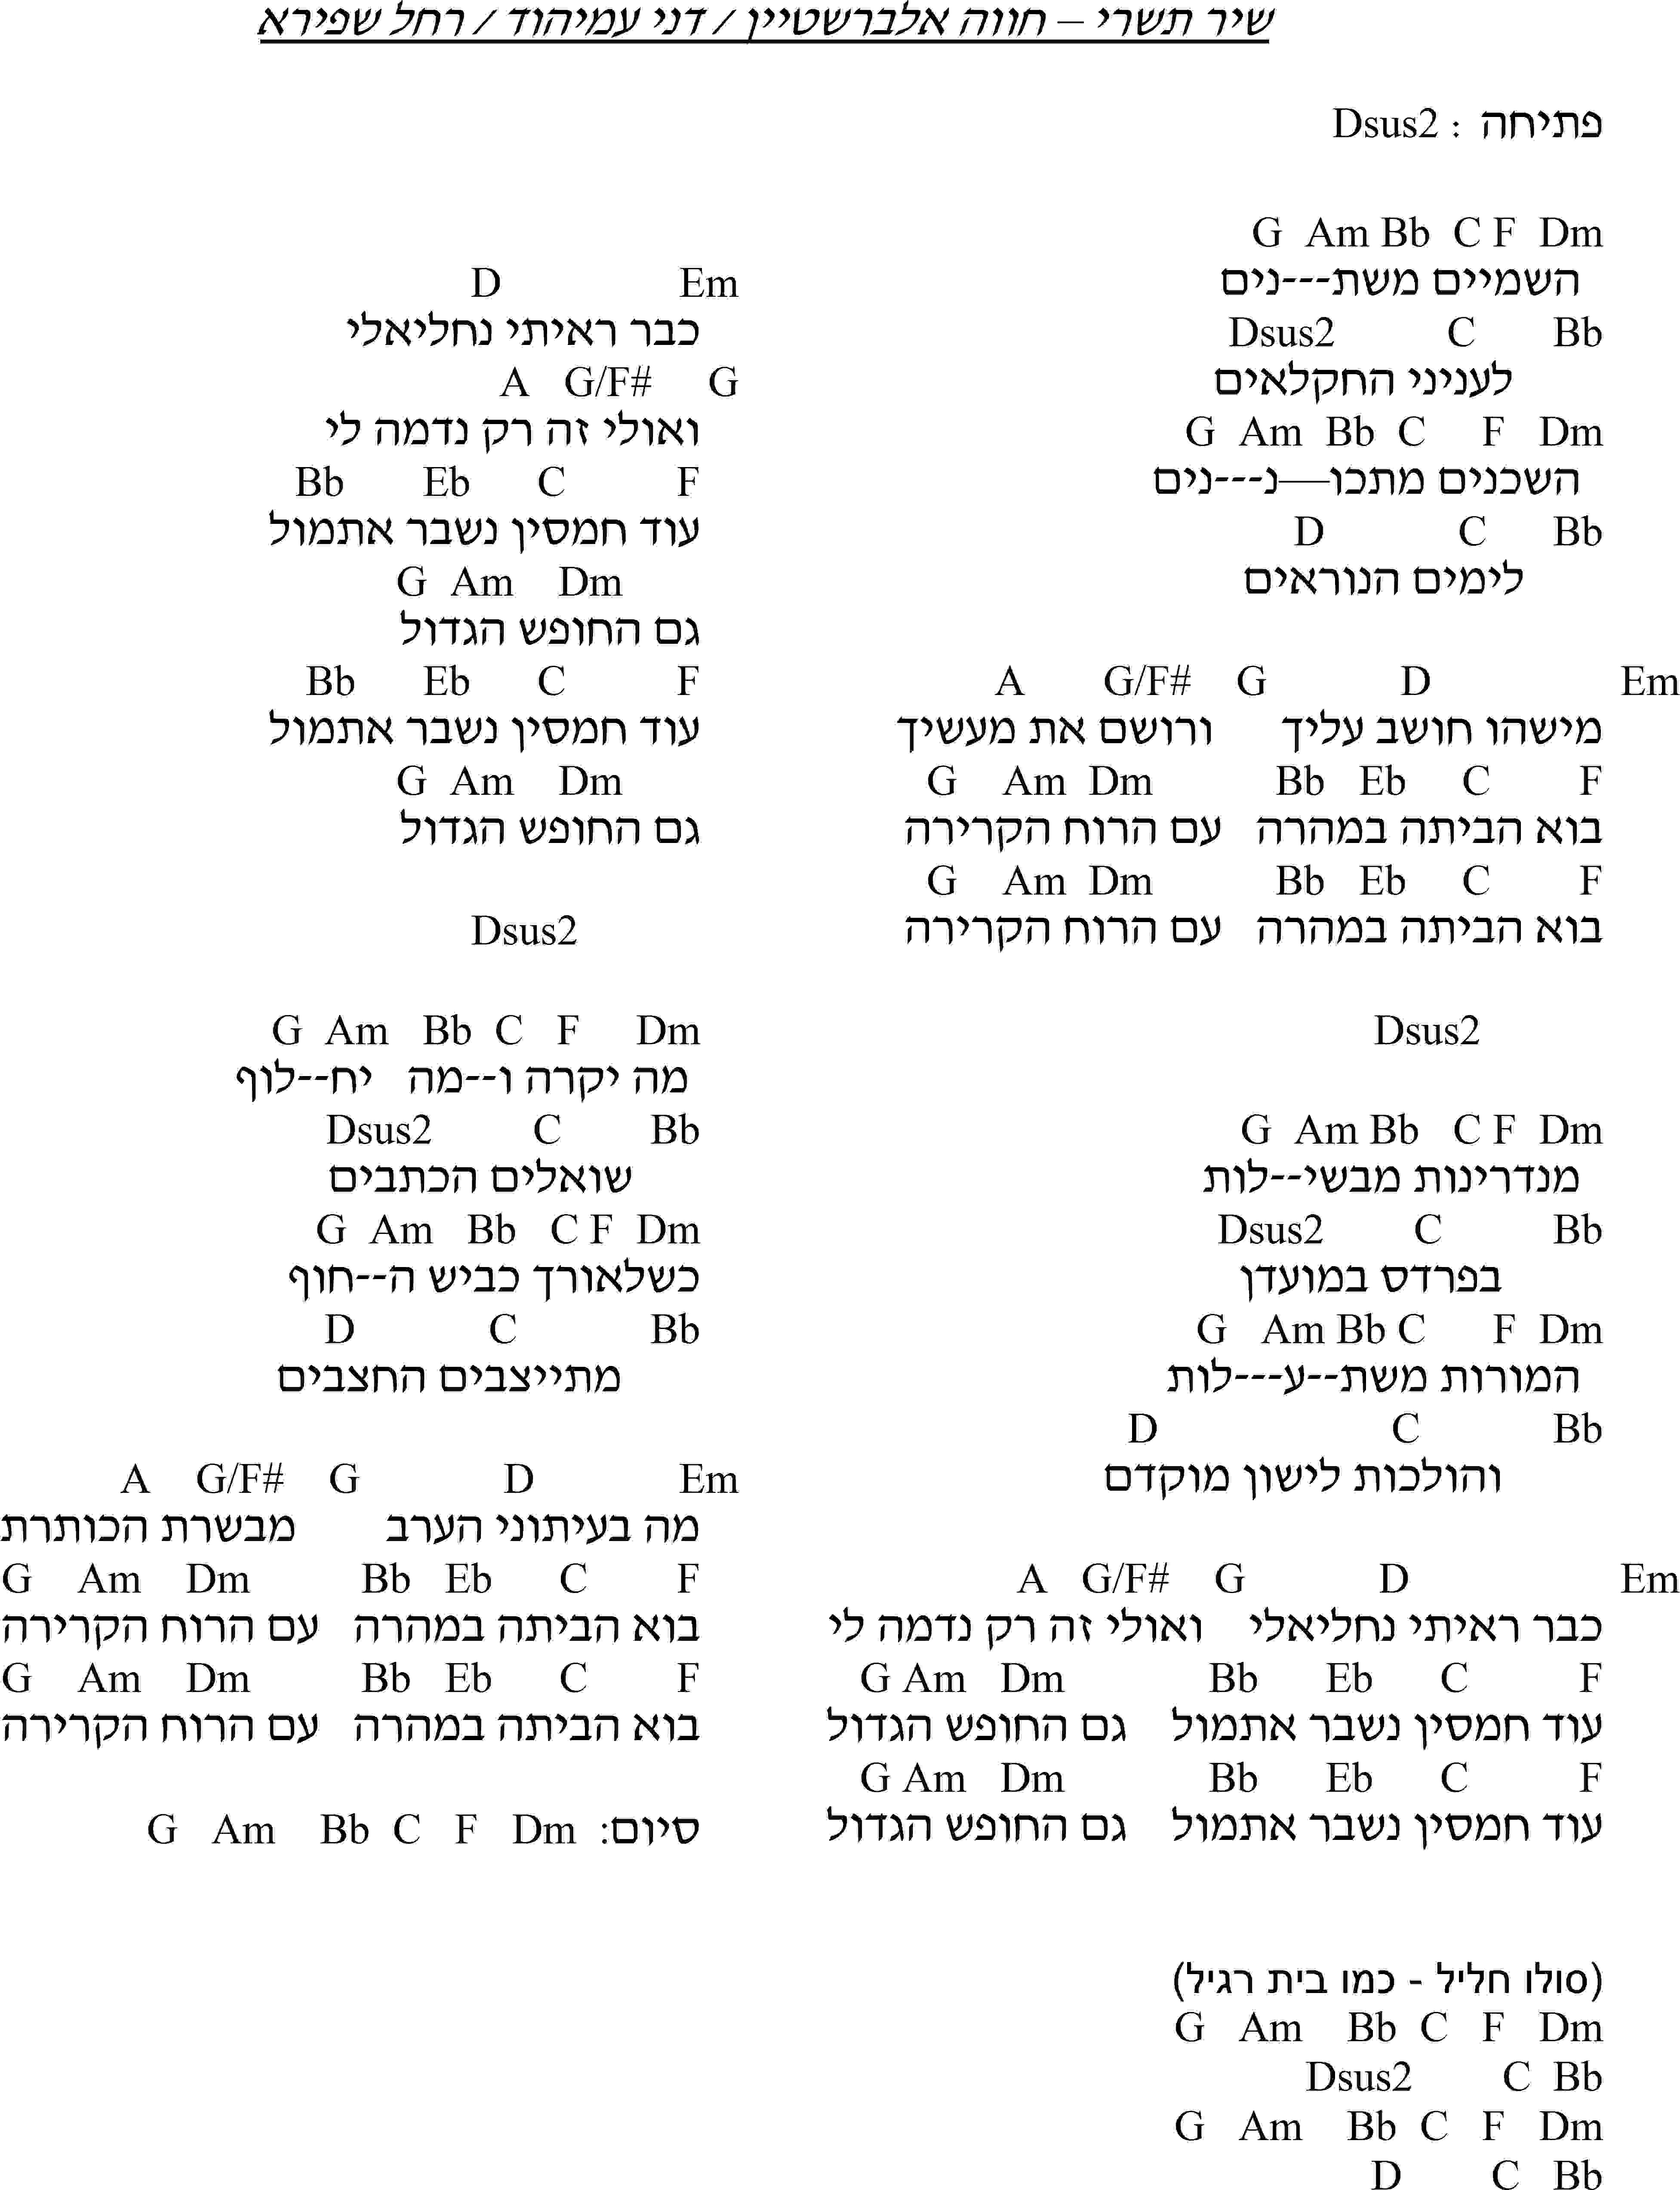 שיר תשרי – חווה אלברשטיין / דני עמיהוד / רחל שפירא
פתיחה : Dsus2
G Am Bb C F Dm
השמיים משת---נים
Dsus2 C Bb
לעניני החקלאים
G Am Bb C F Dm
השכנים מתכו—נ---נים
D C Bb
לימים הנוראים
A G/F# G D Em
מישהו חושב עליך ורושם את מעשיך
G Am Dm Bb Eb C F
בוא הביתה במהרה עם הרוח הקרירה
G Am Dm Bb Eb C F
בוא הביתה במהרה עם הרוח הקרירה
Dsus2
G Am Bb C F Dm
מנדרינות מבשי--לות
Dsus2 C Bb
בפרדס במועדן
G Am Bb C F Dm
המורות משת--ע---לות
D C Bb
והולכות לישון מוקדם
A G/F# G D Em
כבר ראיתי נחליאלי ואולי זה רק נדמה לי
G Am Dm Bb Eb C F
עוד חמסין נשבר אתמול גם החופש הגדול
G Am Dm Bb Eb C F
עוד חמסין נשבר אתמול גם החופש הגדול
(סולו חליל - כמו בית רגיל)
G Am Bb C F Dm
Dsus2 C Bb
G Am Bb C F Dm
D C Bb
D Em
כבר ראיתי נחליאלי
A G/F# G
ואולי זה רק נדמה לי
Bb Eb C F
עוד חמסין נשבר אתמול
G Am Dm
גם החופש הגדול
Bb Eb C F
עוד חמסין נשבר אתמול
G Am Dm
גם החופש הגדול
Dsus2
G Am Bb C F Dm
מה יקרה ו--מה יח--לוף
Dsus2 C Bb
שואלים הכתבים
G Am Bb C F Dm
כשלאורך כביש ה--חוף
D C Bb
מתייצבים החצבים
A G/F# G D Em
מה בעיתוני הערב מבשרת הכותרת
G Am Dm Bb Eb C F
בוא הביתה במהרה עם הרוח הקרירה
G Am Dm Bb Eb C F
בוא הביתה במהרה עם הרוח הקרירה
סיום: G Am Bb C F Dm